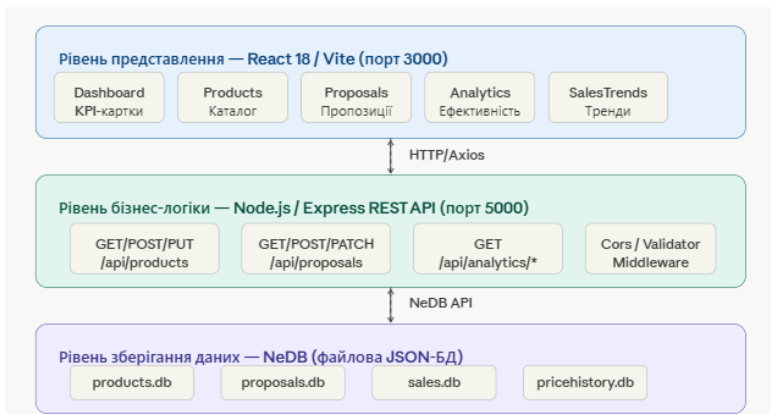 Рівень представлення — React 18 / Vite (порт 3000)
Dashboard
KPI-картки
Products
Каталог
Proposals
Пропозиції
Analytics
Ефективність
SalesTrends
Тренди
HTTP/Axios
Рівень бізнес-логіки — Node.js / Express REST API (порт 5000)
GET/POST/PUT
/api/products
GET/POST/PATCH
/api/proposals
GET
/api/analytics/*
Cors / Validator
Middleware
NeDB API
Рівень зберігання даних — NeDB (файлова JSON-БД)
products.db
proposals.db
sales.db
pricehistory.db